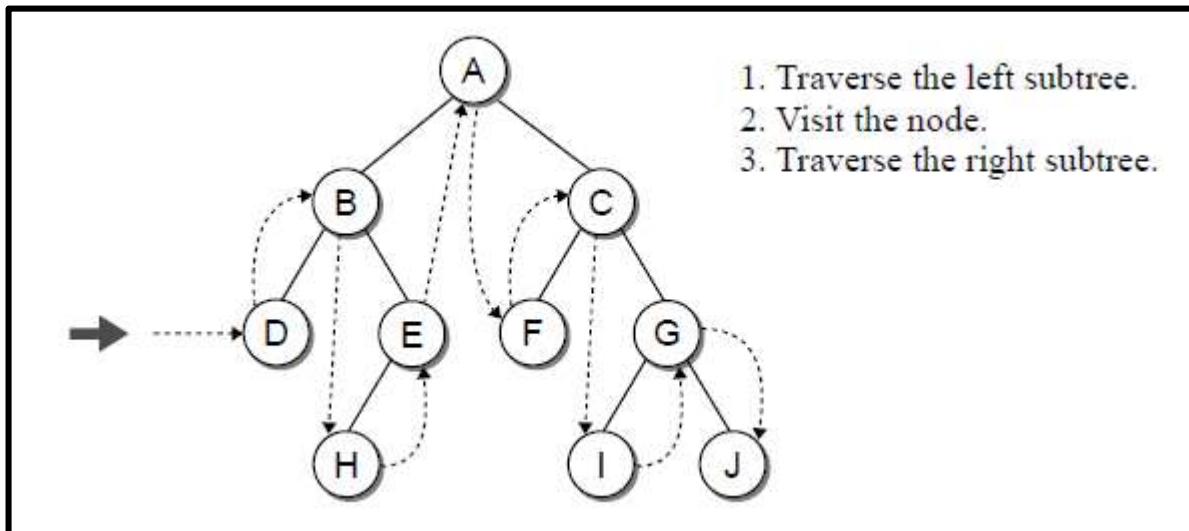 A
1. Traverse the left subtree.
2. Visit the node.
3. Traverse the right subtree.
B C
D E F G
H I J